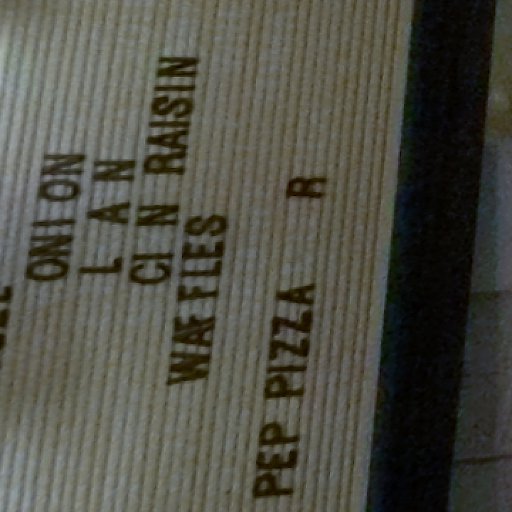 ONION
L A N
CIN RAISIN
WAFFLES
PEP PIZZA R